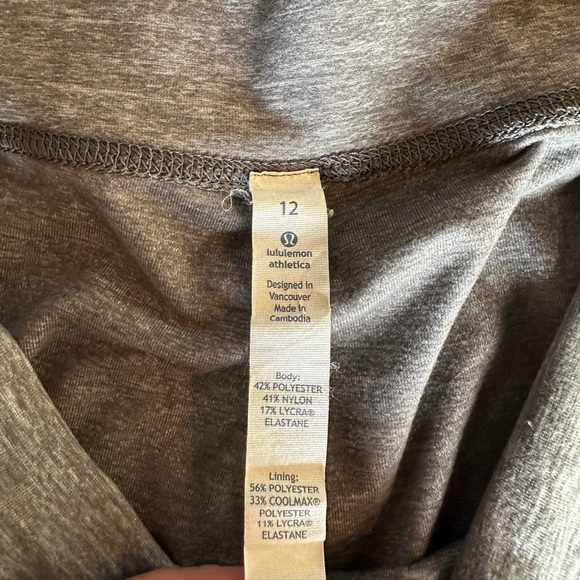 12
lululemon
athletica
Designed in
Vancouver
Made in
Cambodia
Body:
42% POLYESTER
41% NYLON
17% LYCRA®
ELASTANE
Lining:
56% POLYESTER
33% COOLMAX®
POLYESTER
11% LYCRA®
ELASTANE